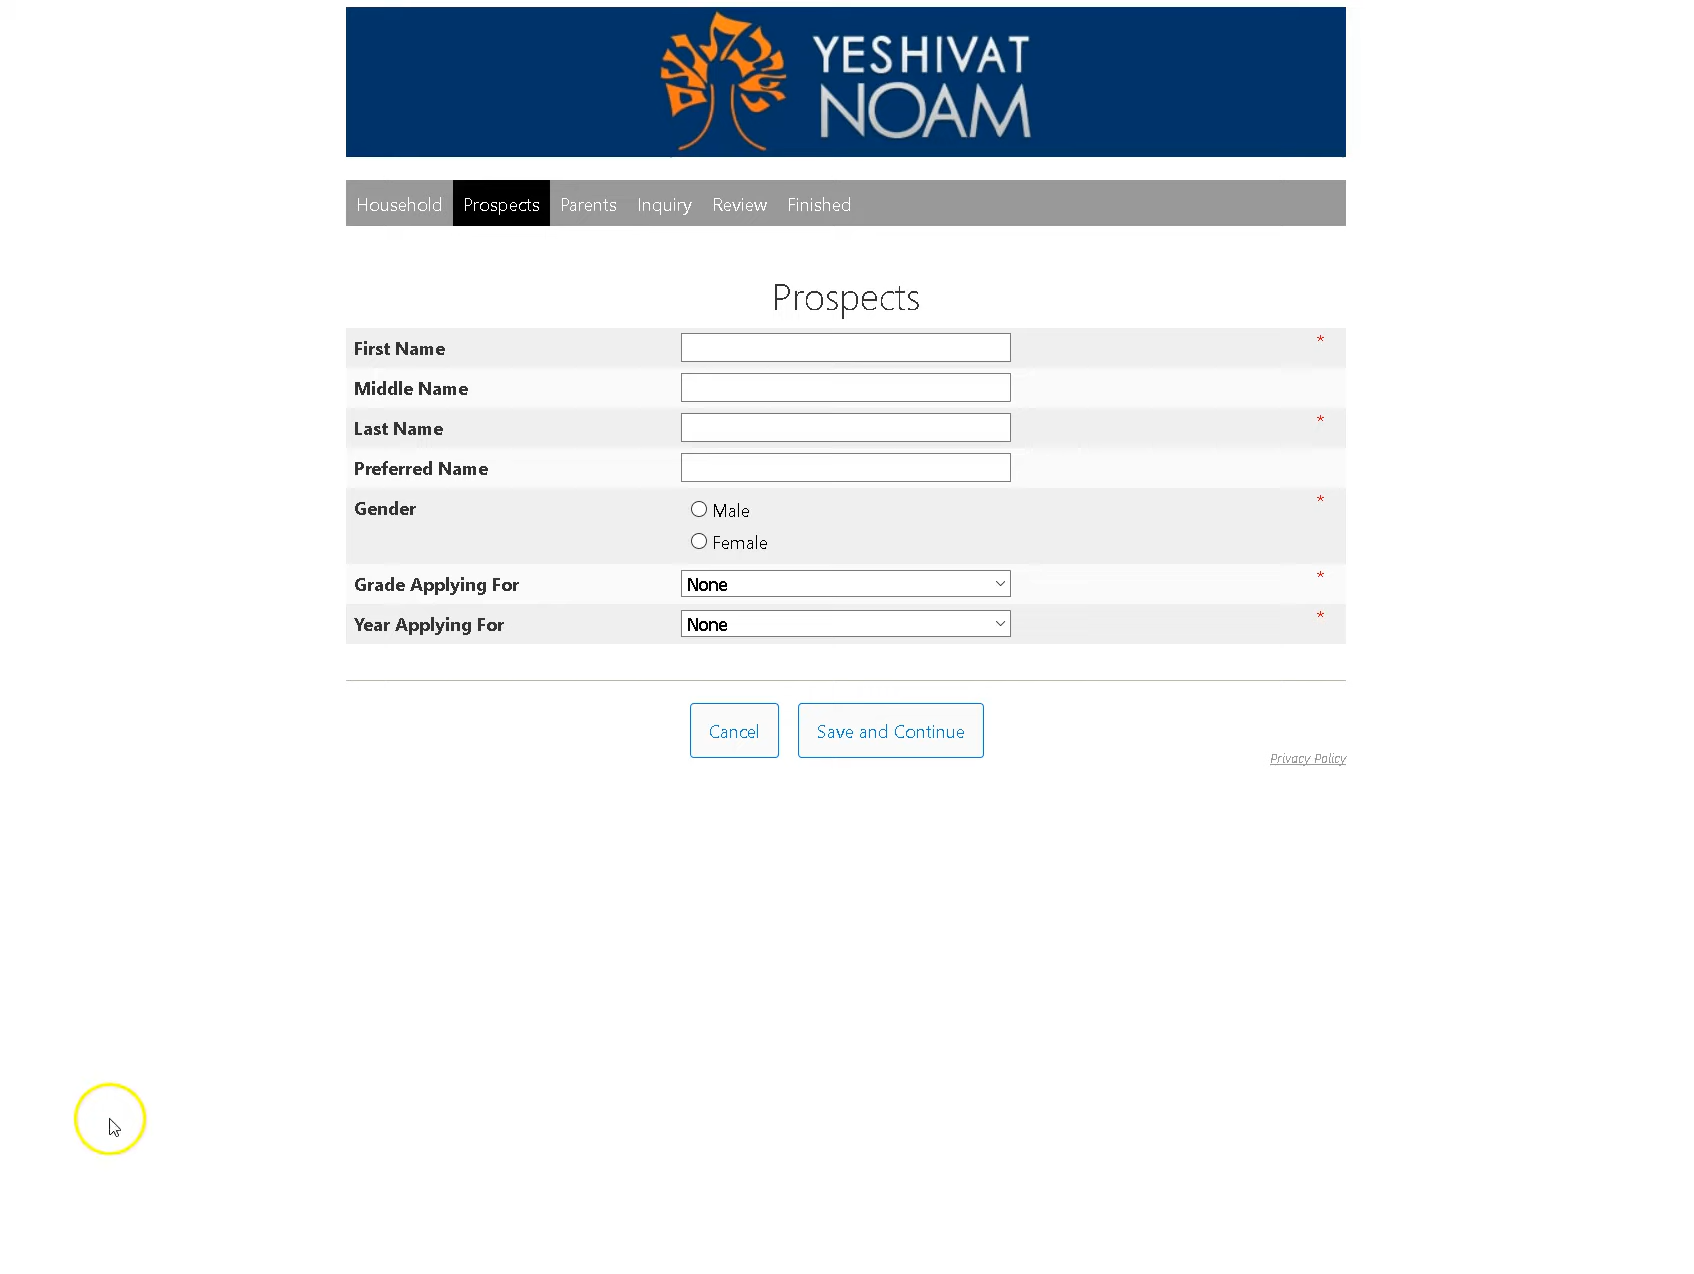 YESHIVAT
NOAM
Household Prospects Parents Inquiry Review Finished
Prospects
First Name *
Middle Name
Last Name *
Preferred Name
Gender Male *
Female
Grade Applying For None *
Year Applying For None *
Cancel Save and Continue
Privacy Policy